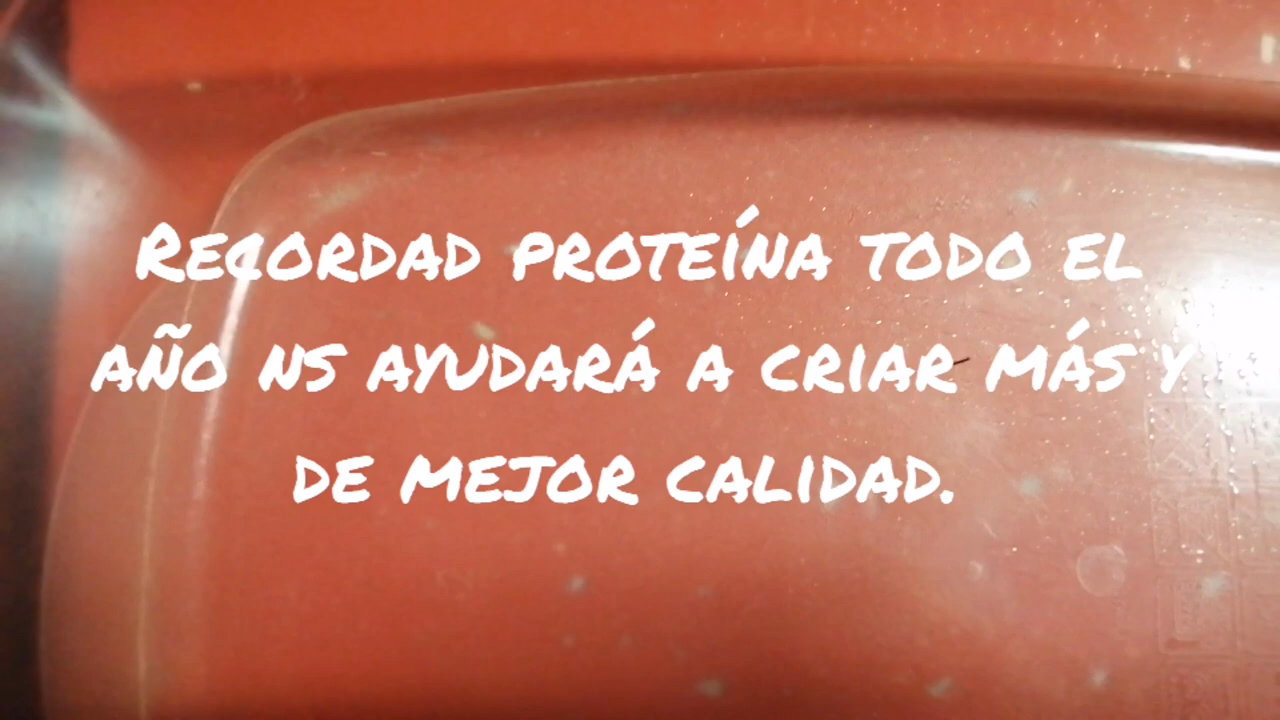 Recordad proteína todo el
año ns ayudará a criar más y
de mejor calidad.